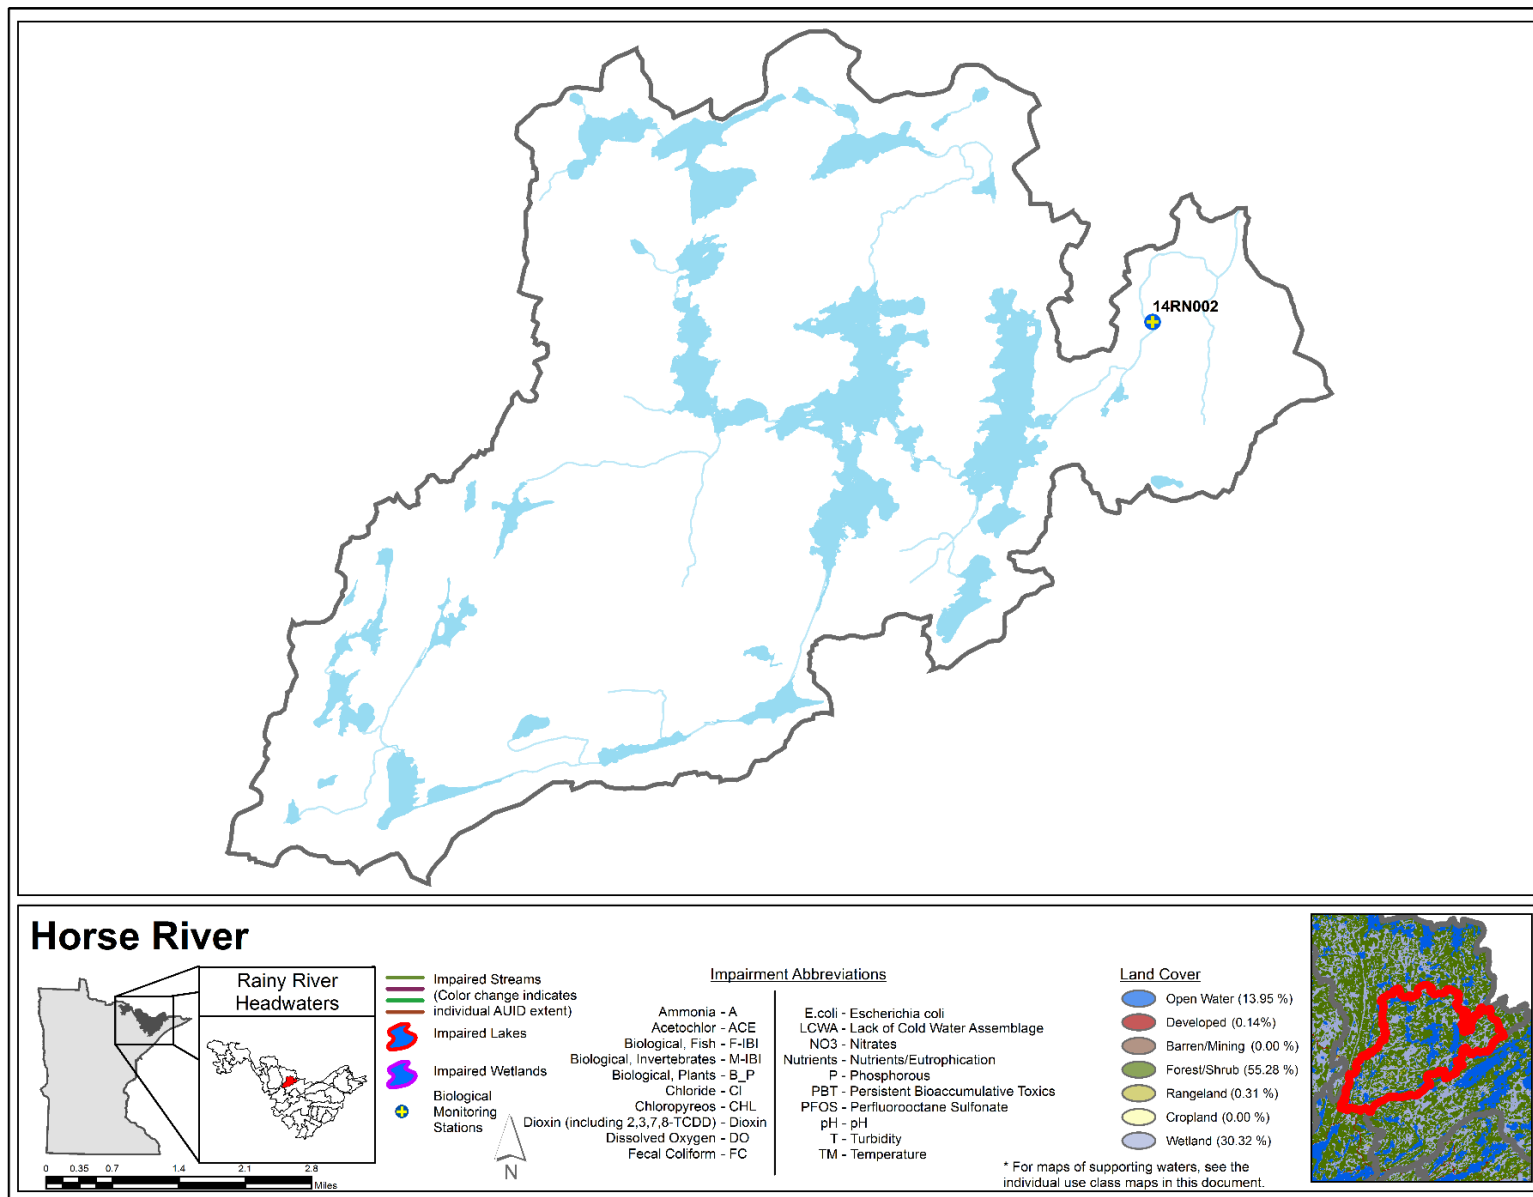 14RN002
Horse River
Rainy River
Headwaters
0 0.35 0.7 1.4 2.1 2.8
Miles
Impaired Streams
(Color change indicates
individual AUID extent)
Impaired Lakes
Impaired Wetlands
Biological
Monitoring
Stations
N
Impairment Abbreviations
Ammonia - A
Acetochlor - ACE
Biological, Fish - F-IBI
Biological, Invertebrates - M-IBI
Biological, Plants - B_P
Chloride - Cl
Chloropyreos - CHL
Dioxin (including 2,3,7,8-TCDD) - Dioxin
Dissolved Oxygen - DO
Fecal Coliform - FC
E.coli - Escherichia coli
LCWA - Lack of Cold Water Assemblage
NO3 - Nitrates
Nutrients - Nutrients/Eutrophication
P - Phosphorous
PBT - Persistent Bioaccumulative Toxics
PFOS - Perfluorooctane Sulfonate
pH - pH
T - Turbidity
TM - Temperature
Land Cover
Open Water (13.95 %)
Developed (0.14%)
Barren/Mining (0.00 %)
Forest/Shrub (55.28 %)
Rangeland (0.31 %)
Cropland (0.00 %)
Wetland (30.32 %)
* For maps of supporting waters, see the
individual use class maps in this document.